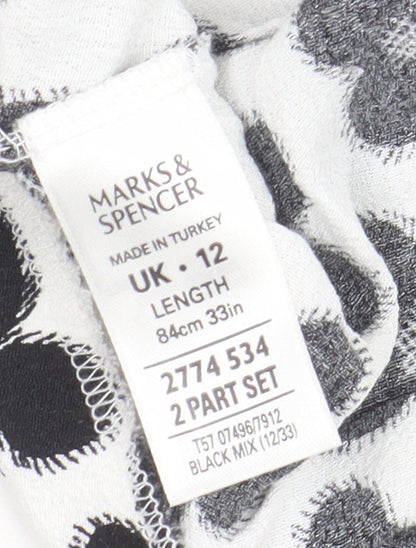 MARKS &
SPENCER
MADE IN TURKEY
UK • 12
LENGTH
84cm 33in
2774 534
2 PART SET
T57 07496/7912
BLACK MIX (12/33)